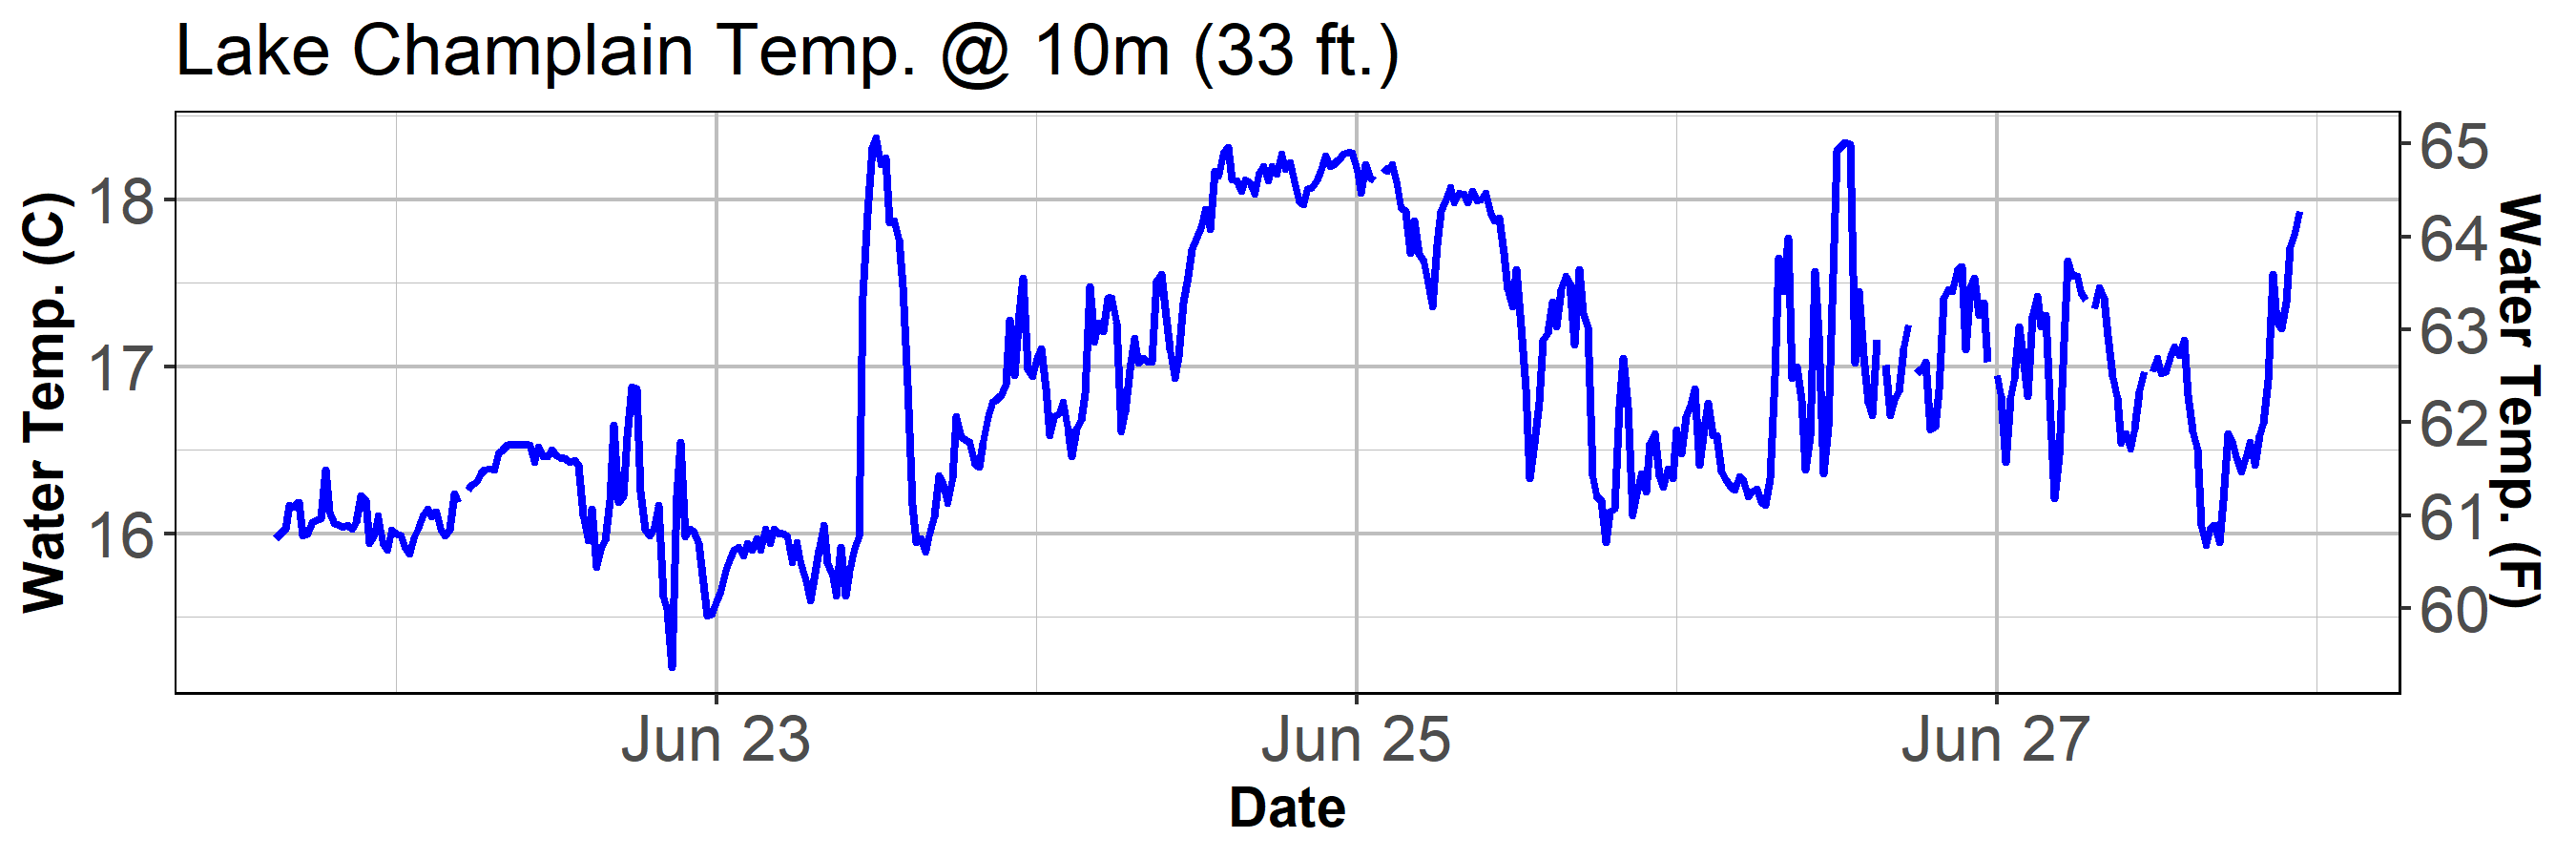 Lake Champlain Temp. @ 10m (33 ft.)
Water Temp. (C)
18
17
16
65
64
63
62
61
60
Water Temp. (F)
Jun 23
Jun 25
Jun 27
Date